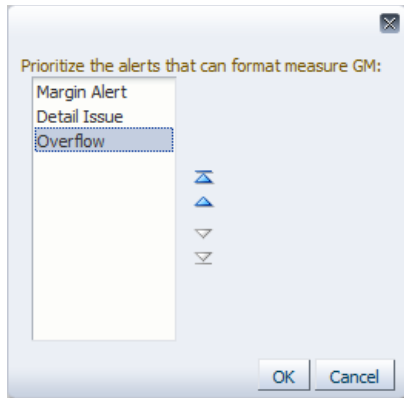 Prioritize the alerts that can format measure GM:
Margin Alert
Detail Issue
Overflow
OK Cancel